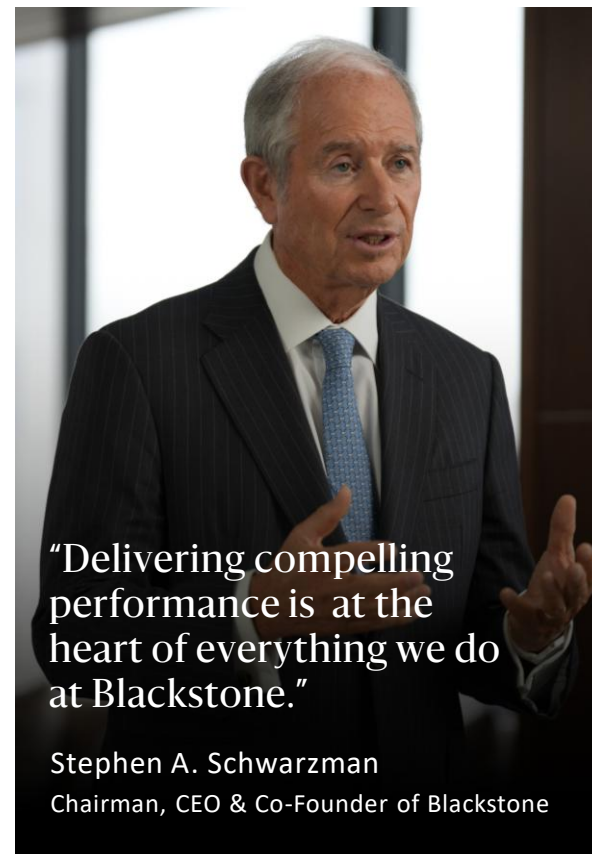 “Delivering compelling
performance is at the
heart of everything we do
at Blackstone.”
Stephen A. Schwarzman
Chairman, CEO & Co-Founder of Blackstone